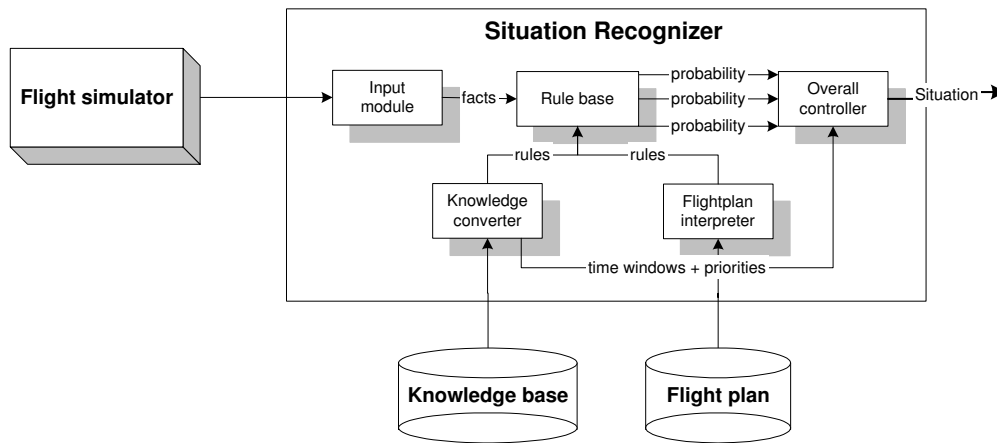 Situation Recognizer
Flight simulator
Input
module
facts
Rule base
probability
probability
probability
Overall
controller
Situation
rules
rules
Knowledge
converter
Flightplan
interpreter
time windows + priorities
Knowledge base
Flight plan